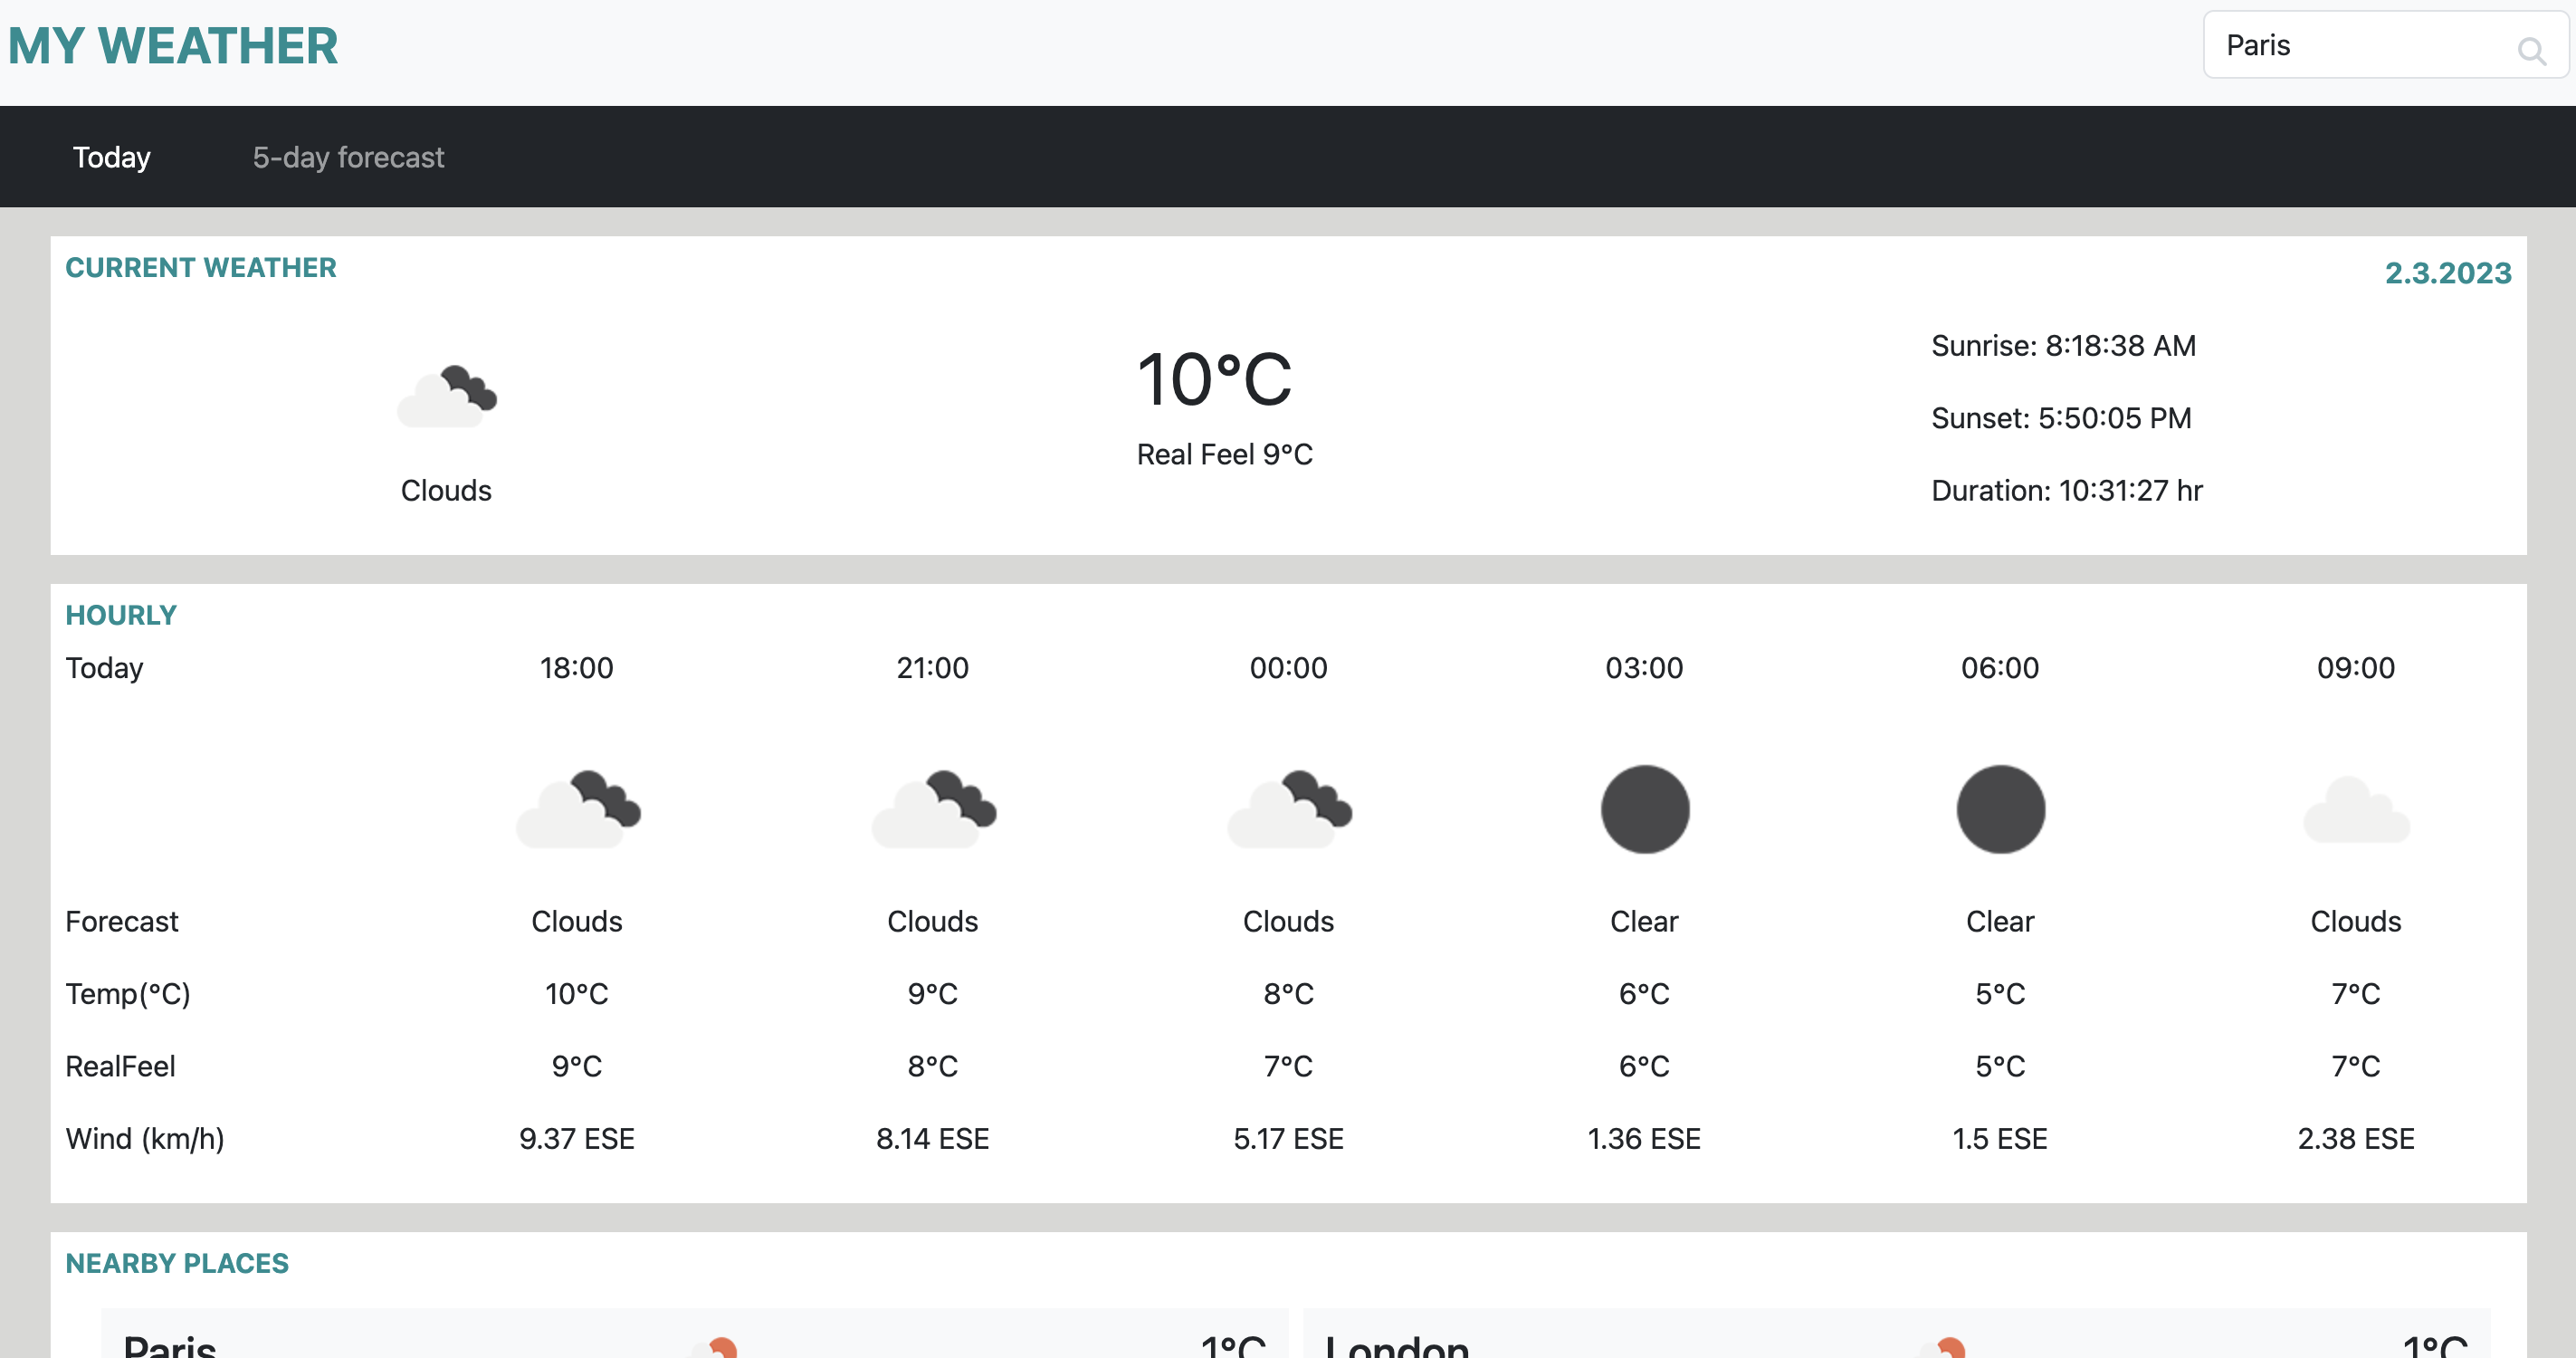 MY WEATHER
Paris
Today 5-day forecast
CURRENT WEATHER 2.3.2023
Clouds
10°C
Real Feel 9°C
Sunrise: 8:18:38 AM
Sunset: 5:50:05 PM
Duration: 10:31:27 hr
HOURLY
Today 18:00 21:00 00:00 03:00 06:00 09:00
Forecast Clouds Clouds Clouds Clear Clear Clouds
Temp(°C) 10°C 9°C 8°C 6°C 5°C 7°C
RealFeel 9°C 8°C 7°C 6°C 5°C 7°C
Wind (km/h) 9.37 ESE 8.14 ESE 5.17 ESE 1.36 ESE 1.5 ESE 2.38 ESE
NEARBY PLACES
Paris 1°C London 1°C